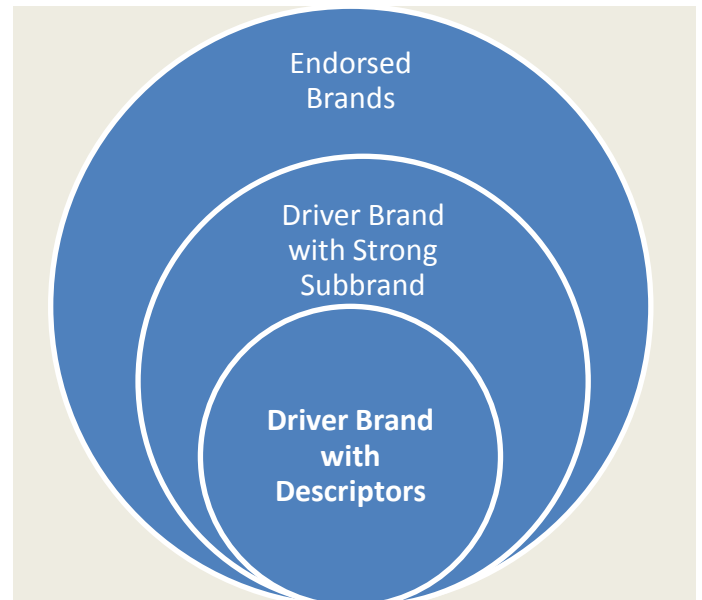 Endorsed
Brands
Driver Brand
with Strong
Subbrand
Driver Brand
with
Descriptors